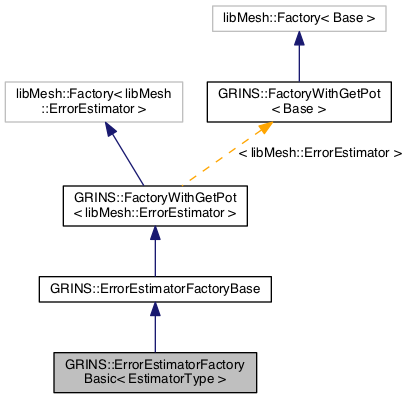 libMesh::Factory< Base >
libMesh::Factory< libMesh
::ErrorEstimator >
GRINS::FactoryWithGetPot
< Base >
< libMesh::ErrorEstimator >
GRINS::FactoryWithGetPot
< libMesh::ErrorEstimator >
GRINS::ErrorEstimatorFactoryBase
GRINS::ErrorEstimatorFactory
Basic< EstimatorType >